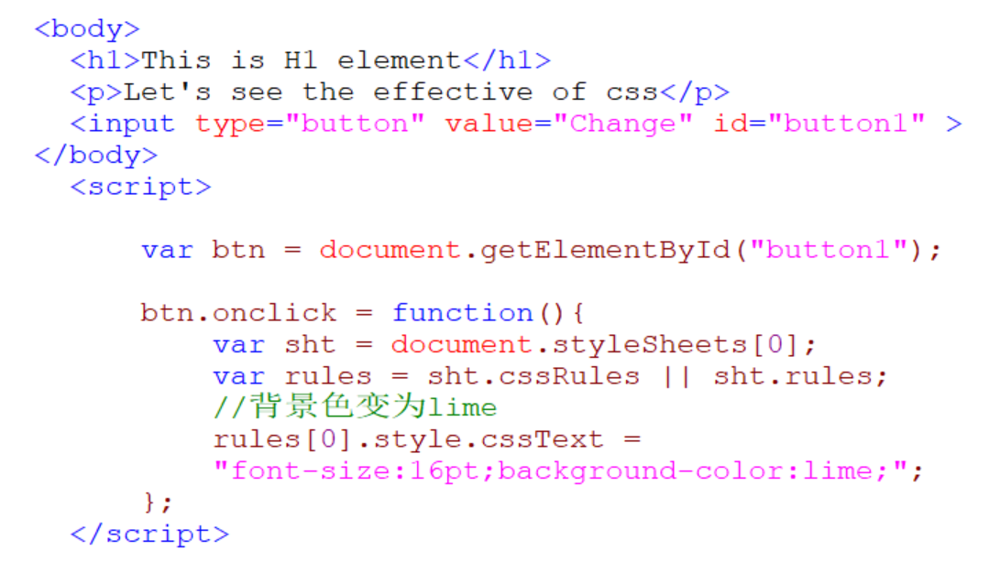 <body>
<h1>This is H1 element</h1>
<p>Let's see the effective of css</p>
<input type="button" value="Change" id="button1" >
</body>
<script>
var btn = document.getElementById("button1");
btn.onclick = function(){
var sht = document.styleSheets[0];
var rules = sht.cssRules || sht.rules;
//背景色变为lime
rules[0].style.cssText =
"font-size:16pt;background-color:lime;";
};
</script>